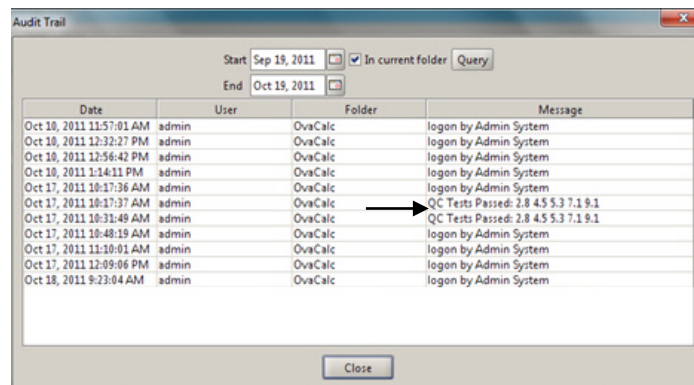 Audit Trail
Start Sep 19, 2011 In current folder Query
End Oct 19, 2011
Date User Folder Message
Oct 10, 2011 11:57:01 AM admin OvaCalc logon by Admin System
Oct 10, 2011 12:32:27 PM admin OvaCalc logon by Admin System
Oct 10, 2011 12:56:42 PM admin OvaCalc logon by Admin System
Oct 10, 2011 1:14:11 PM admin OvaCalc logon by Admin System
Oct 17, 2011 10:17:36 AM admin OvaCalc logon by Admin System
Oct 17, 2011 10:17:37 AM admin OvaCalc QC Tests Passed: 2.8 4.5 5.3 7.1 9.1
Oct 17, 2011 10:31:49 AM admin OvaCalc QC Tests Passed: 2.8 4.5 5.3 7.1 9.1
Oct 17, 2011 10:48:19 AM admin OvaCalc logon by Admin System
Oct 17, 2011 11:10:01 AM admin OvaCalc logon by Admin System
Oct 17, 2011 12:09:06 PM admin OvaCalc logon by Admin System
Oct 18, 2011 9:23:04 AM admin OvaCalc logon by Admin System
Close